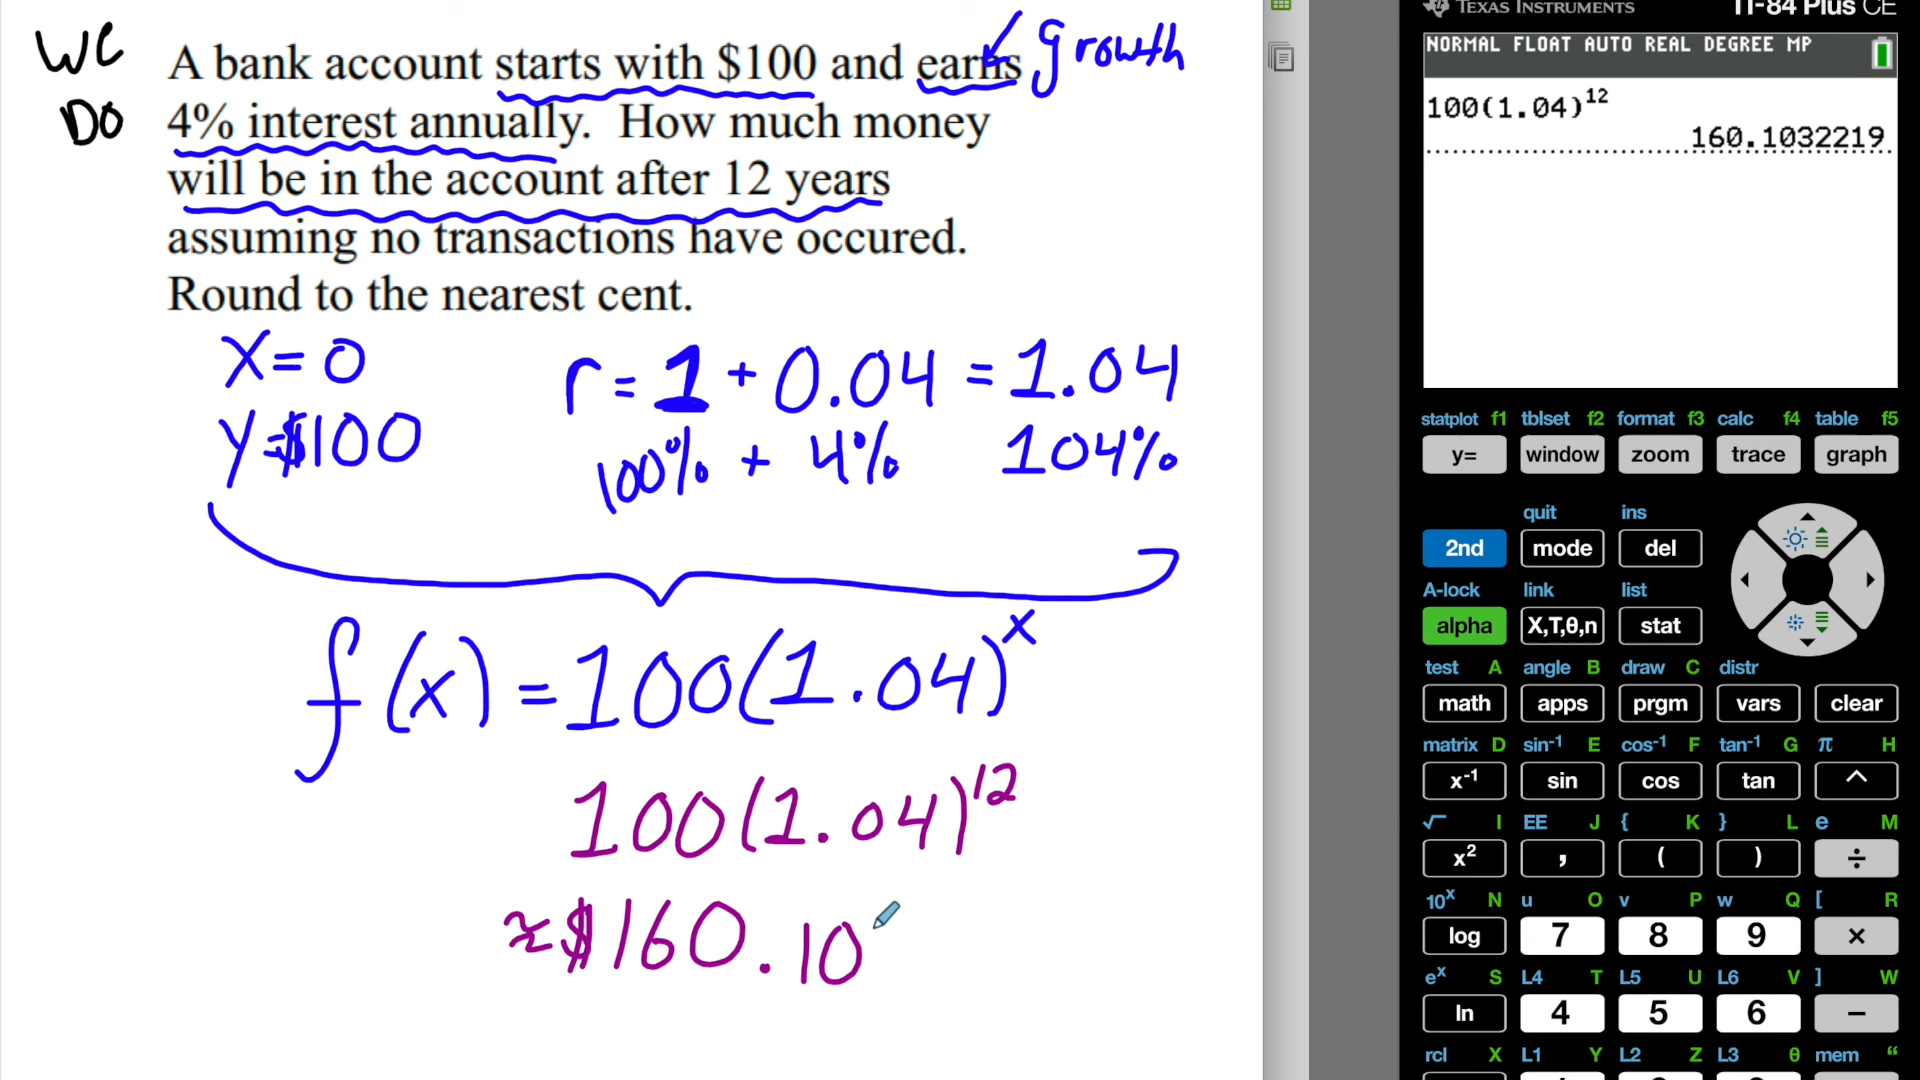 WE
DO
A bank account starts with $100 and earns
Growth
4% interest annually.  How much money
will be in the account after 12 years
assuming no transactions have occured.
Round to the nearest cent.
x = 0
y = $100
r = 1 + 0.04 = 1.04
100% + 4% 104%
f(x) = 100(1.04)^x
100(1.04)^12
≈ $160.10
TEXAS INSTRUMENTS TI-84 Plus CE
NORMAL FLOAT AUTO REAL DEGREE MP
100(1.04)^12
160.1032219
statplot f1 tblset f2 format f3 calc f4 table f5
y= window zoom trace graph
quit ins
2nd mode del
A-lock link list
alpha X,T,θ,n stat
test A angle B draw C distr
math apps prgm vars clear
matrix D sin⁻¹ E cos⁻¹ F tan⁻¹ G π H
x⁻¹ sin cos tan ^
√ I EE J { K } L e M
x² , ( ) ÷
10ˣ N u O v P w Q [ R
log 7 8 9 ×
eˣ S L4 T L5 U L6 V ] W
ln 4 5 6 −
rcl X L1 Y L2 Z L3 θ mem “